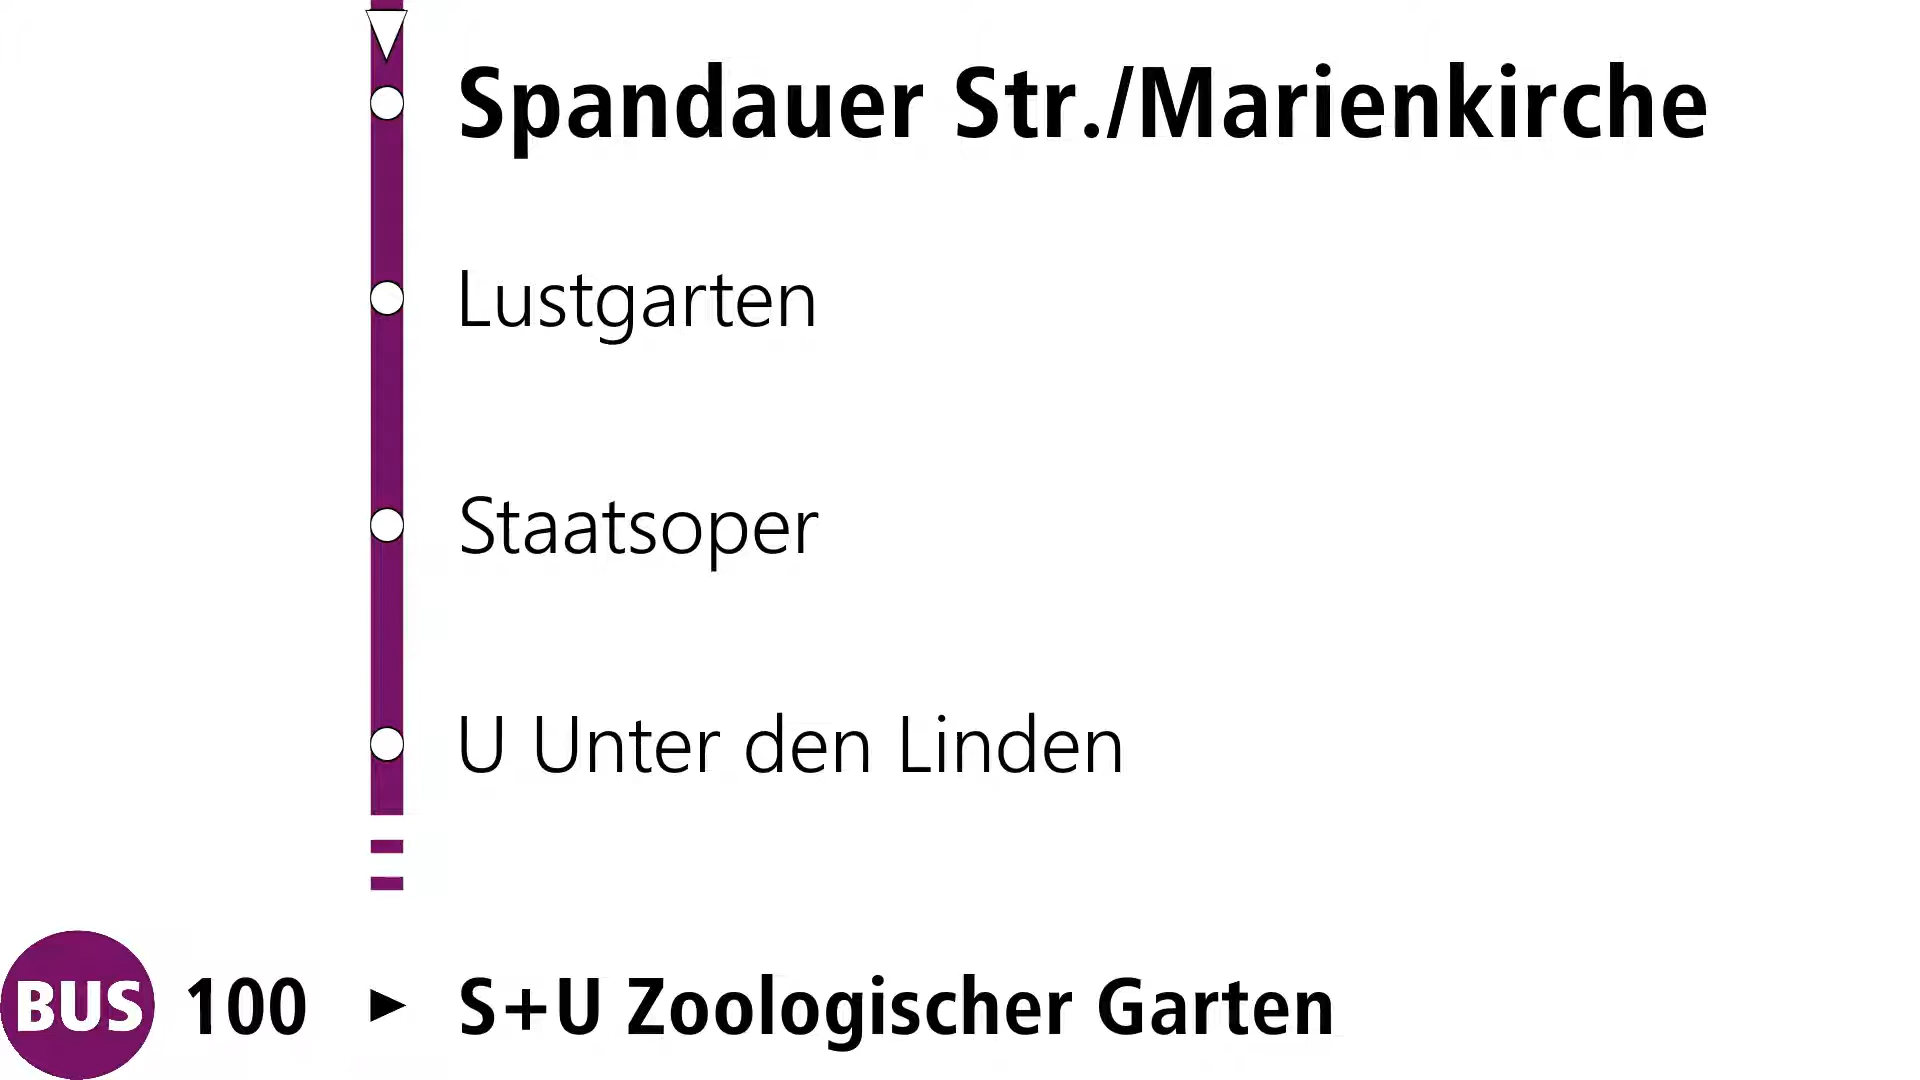 Spandauer Str./Marienkirche
Lustgarten
Staatsoper
U Unter den Linden
BUS 100 ► S+U Zoologischer Garten